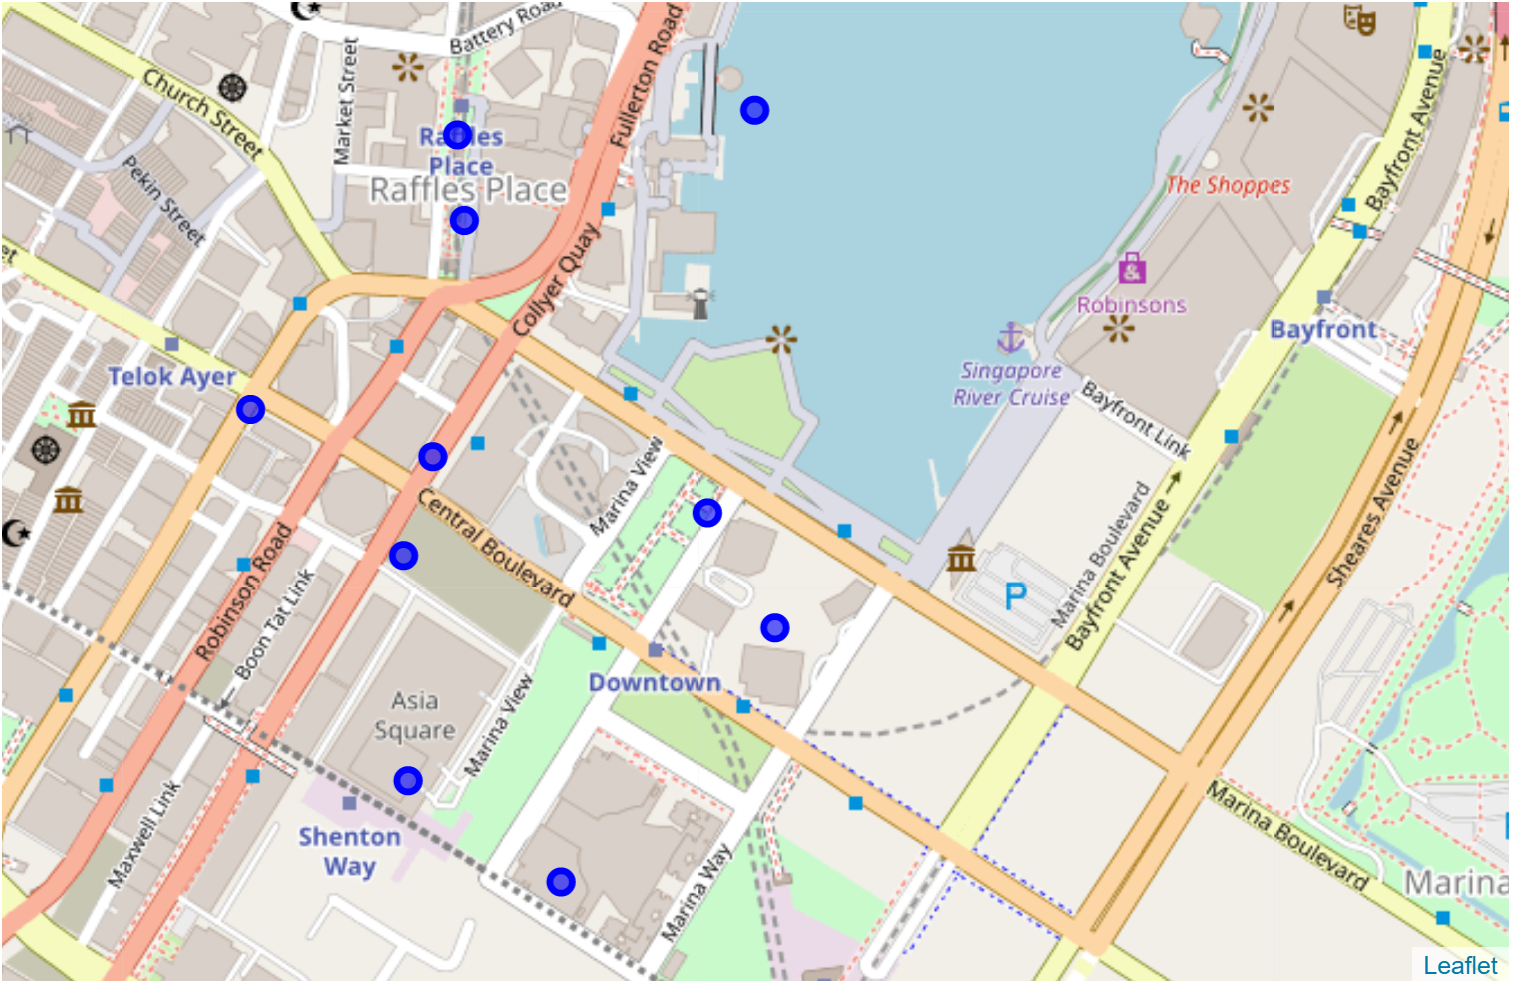 Battery Road
Church Street
Market Street
Fullerton Road
Bayfront Avenue
Raffles
Place
Raffles Place
Pekin Street
The Shoppes
Collyer Quay
Robinsons
Bayfront
Telok Ayer
Singapore
River Cruise
Bayfront Link
Marina View
Central Boulevard
Marina Boulevard
Bayfront Avenue
Sheares Avenue
Robinson Road
Boon Tat Link
P
Downtown
Asia
Square
Marina View
Maxwell Link
Shenton
Way
Marina Way
Marina Boulevard
Marina
Leaflet